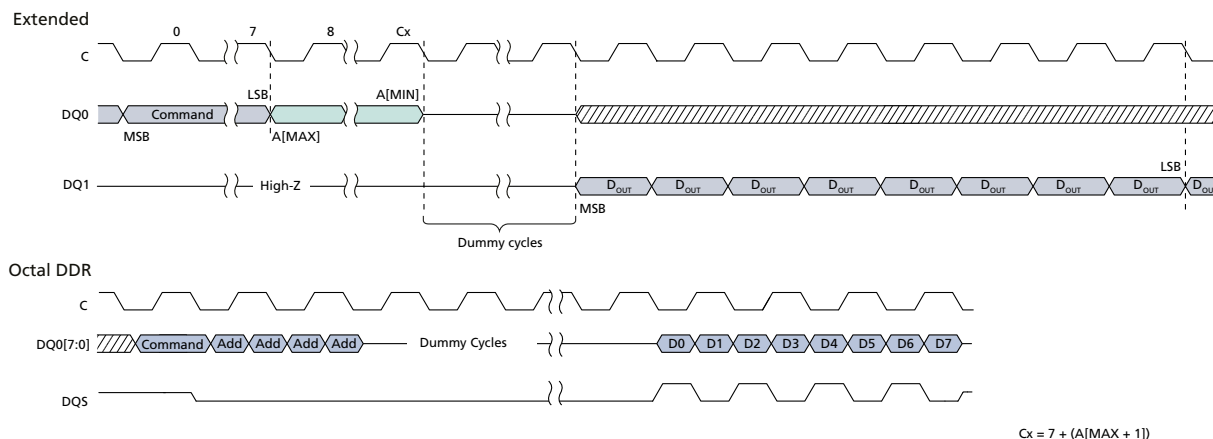 Extended
0 7 8 Cx
C
LSB A[MIN]
DQ0 Command
MSB A[MAX]
LSB
DQ1 High-Z DOUT DOUT DOUT DOUT DOUT DOUT DOUT DOUT DOU
MSB
Dummy cycles
Octal DDR
C
DQ0[7:0] Command Add Add Add Add Dummy Cycles D0 D1 D2 D3 D4 D5 D6 D7
DQS
Cx = 7 + (A[MAX + 1])